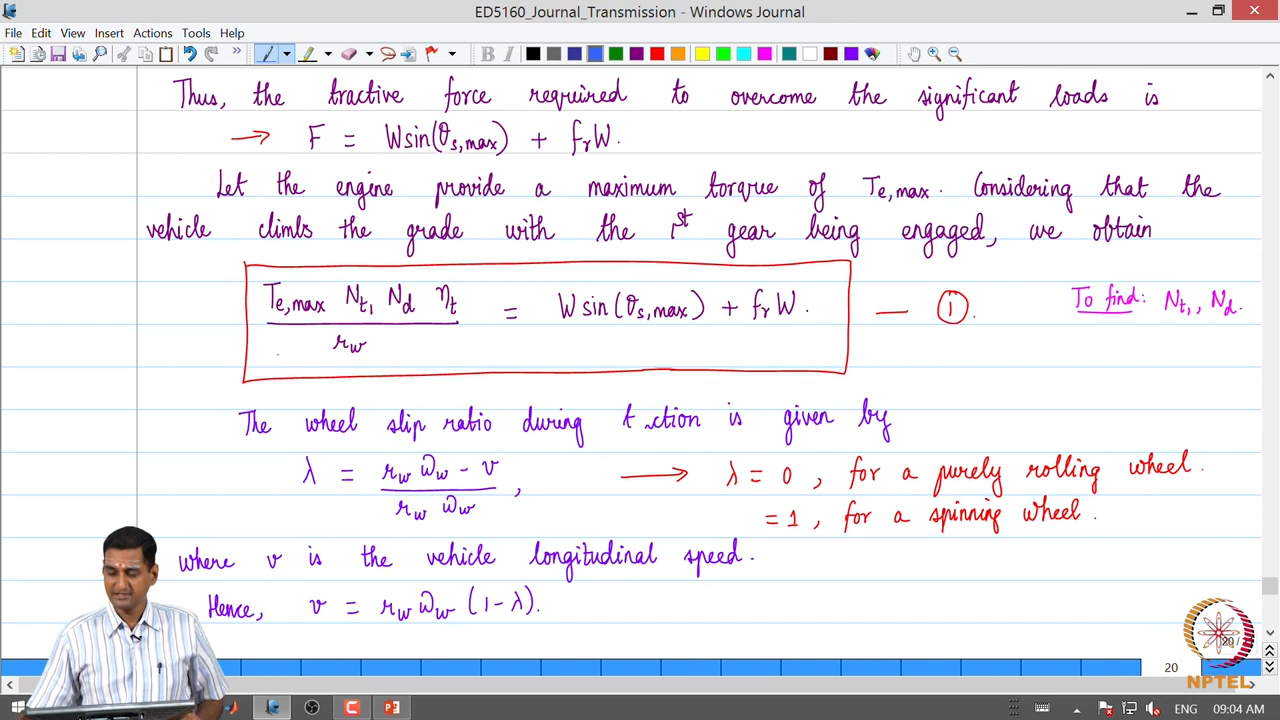 ED5160_Journal_Transmission - Windows Journal
File Edit View Insert Actions Tools Help
Thus, the tractive force required to overcome the significant loads is
→ F = Wsin(θs,max) + frW.
Let the engine provide a maximum torque of Te,max. Considering that the
vehicle climbs the grade with the 1st gear being engaged, we obtain
Te,max Nt1 Nd ηt / rw = Wsin(θs,max) + frW. — ①.
To find: Nt1, Nd.
The wheel slip ratio during t ction is given by
λ = (rw ωw - v) / (rw ωw), → λ = 0, for a purely rolling wheel.
= 1, for a spinning wheel.
where v is the vehicle longitudinal speed.
Hence, v = rw ωw (1-λ).
20
NPTEL
ENG 09:04 AM